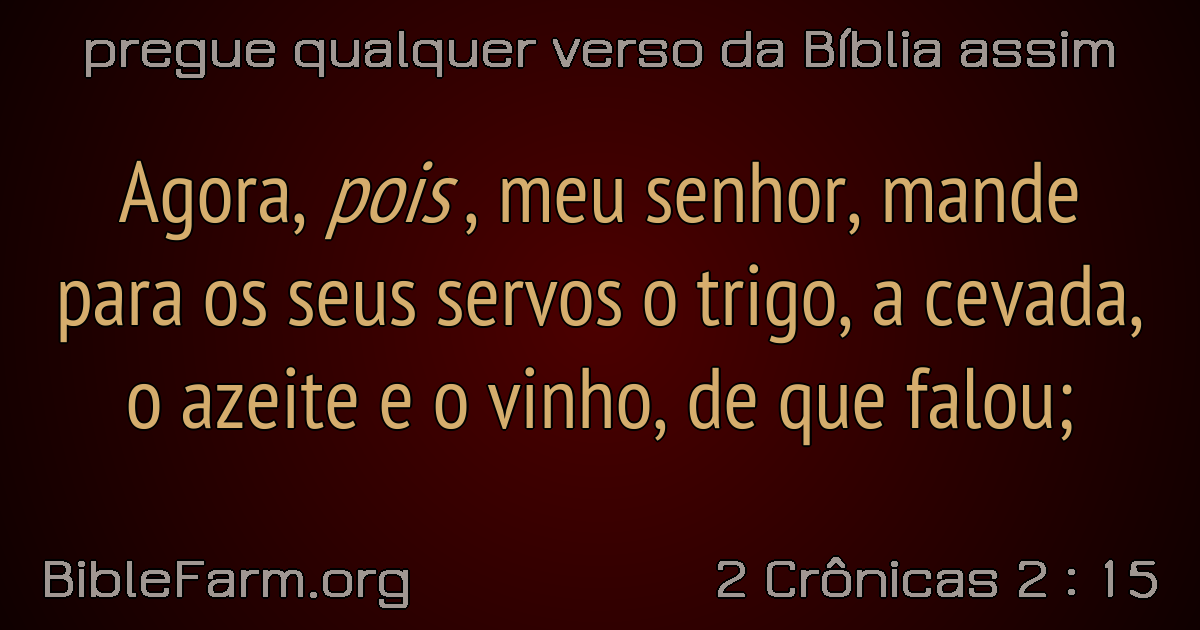 pregue qualquer verso da Bíblia assim
Agora, pois, meu senhor, mande
para os seus servos o trigo, a cevada,
o azeite e o vinho, de que falou;
BibleFarm.org
2 Crônicas 2 : 15